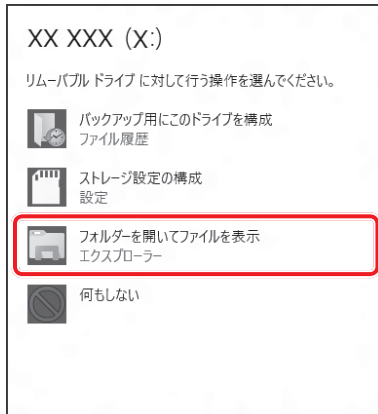 XX XXX (X:)
リムーバブル ドライブ に対して行う操作を選んでください。
バックアップ用にこのドライブを構成
ファイル履歴
ストレージ設定の構成
設定
フォルダーを開いてファイルを表示
エクスプローラー
何もしない